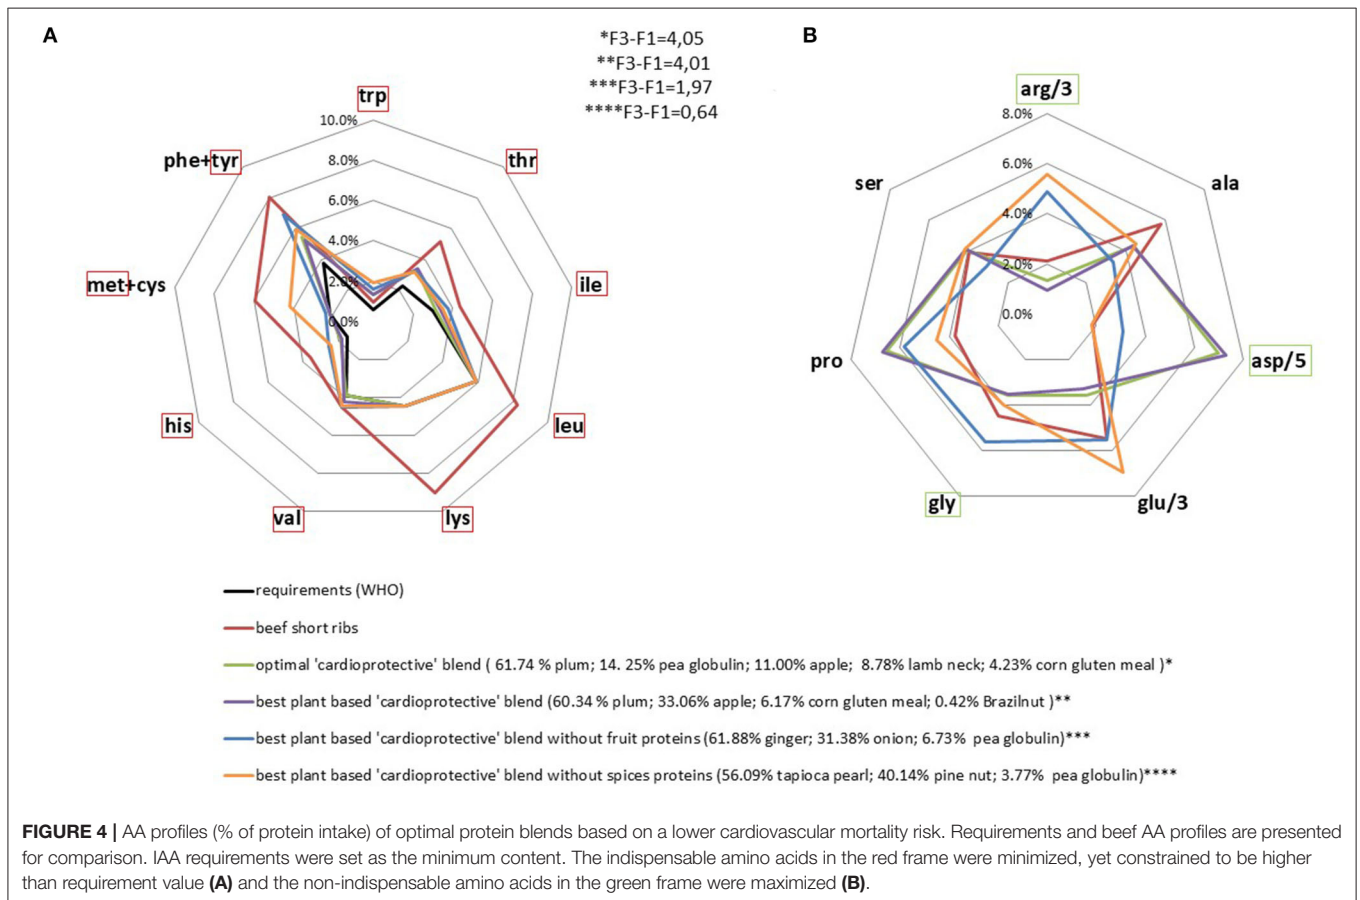 A
B
*F3-F1=4,05
**F3-F1=4,01
***F3-F1=1,97
****F3-F1=0,64
trp
10.0%
8.0%
6.0%
4.0%
2.0%
0.0%
thr
ile
leu
lys
val
his
met+cys
phe+tyr
arg/3
8.0%
6.0%
4.0%
2.0%
0.0%
ala
asp/5
glu/3
gly
pro
ser
requirements (WHO)
beef short ribs
optimal 'cardioprotective' blend ( 61.74 % plum; 14. 25% pea globulin; 11.00% apple; 8.78% lamb neck; 4.23% corn gluten meal )*
best plant based 'cardioprotective' blend (60.34 % plum; 33.06% apple; 6.17% corn gluten meal; 0.42% Brazilnut )**
best plant based 'cardioprotective' blend without fruit proteins (61.88% ginger; 31.38% onion; 6.73% pea globulin)***
best plant based 'cardioprotective' blend without spices proteins (56.09% tapioca pearl; 40.14% pine nut; 3.77% pea globulin)****
FIGURE 4 | AA profiles (% of protein intake) of optimal protein blends based on a lower cardiovascular mortality risk. Requirements and beef AA profiles are presented
for comparison. IAA requirements were set as the minimum content. The indispensable amino acids in the red frame were minimized, yet constrained to be higher
than requirement value (A) and the non-indispensable amino acids in the green frame were maximized (B).